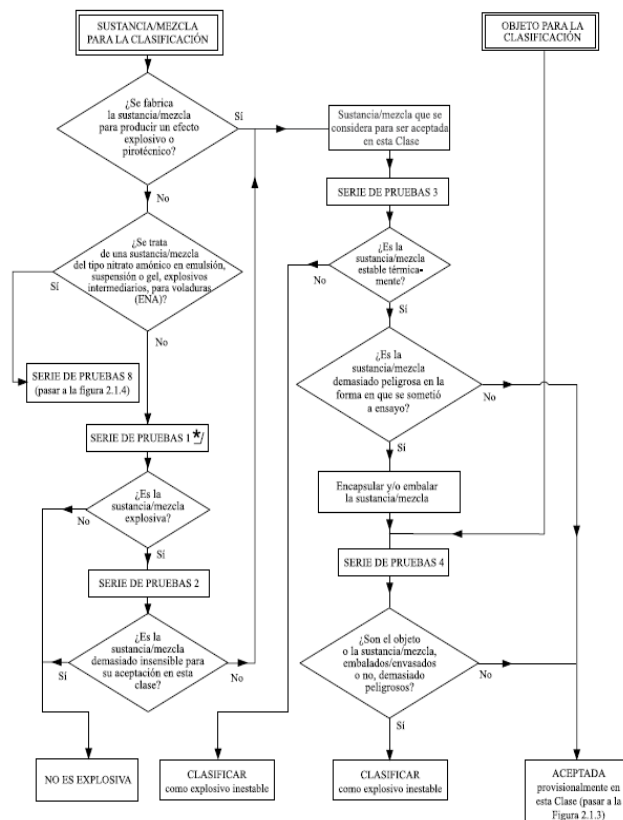 SUSTANCIA/MEZCLA
PARA LA CLASIFICACIÓN
OBJETO PARA LA
CLASIFICACIÓN
¿Se fabrica
la sustancia/mezcla
para producir un efecto
explosivo o
pirotécnico?
Sí
No
Sustancia/mezcla que se
considera para ser aceptada
en esta Clase
SERIE DE PRUEBAS 3
¿Se trata
de una sustancia/mezcla
del tipo nitrato amónico en emulsión,
suspensión o gel, explosivos
intermediarios, para voladuras
(ENA)?
Sí
No
¿Es la
sustancia/mezcla
estable térmica-
mente?
No
Sí
SERIE DE PRUEBAS 8
(pasar a la figura 2.1.4)
¿Es la
sustancia/mezcla
demasiado peligrosa en la
forma en que se sometió
a ensayo?
No
Sí
SERIE DE PRUEBAS 1 */
Encapsular y/o embalar
la sustancia/mezcla
¿Es la
sustancia/mezcla
explosiva?
No
Sí
SERIE DE PRUEBAS 4
SERIE DE PRUEBAS 2
¿Es la
sustancia/mezcla
demasiado insensible para
su aceptación en esta
clase?
Sí
No
¿Son el objeto
o la sustancia/mezcla,
embalados/envasados
o no, demasiado
peligrosos?
No
Sí
NO ES EXPLOSIVA
CLASIFICAR
como explosivo inestable
CLASIFICAR
como explosivo inestable
ACEPTADA
provisionalmente en
esta Clase (pasar a la
Figura 2.1.3)